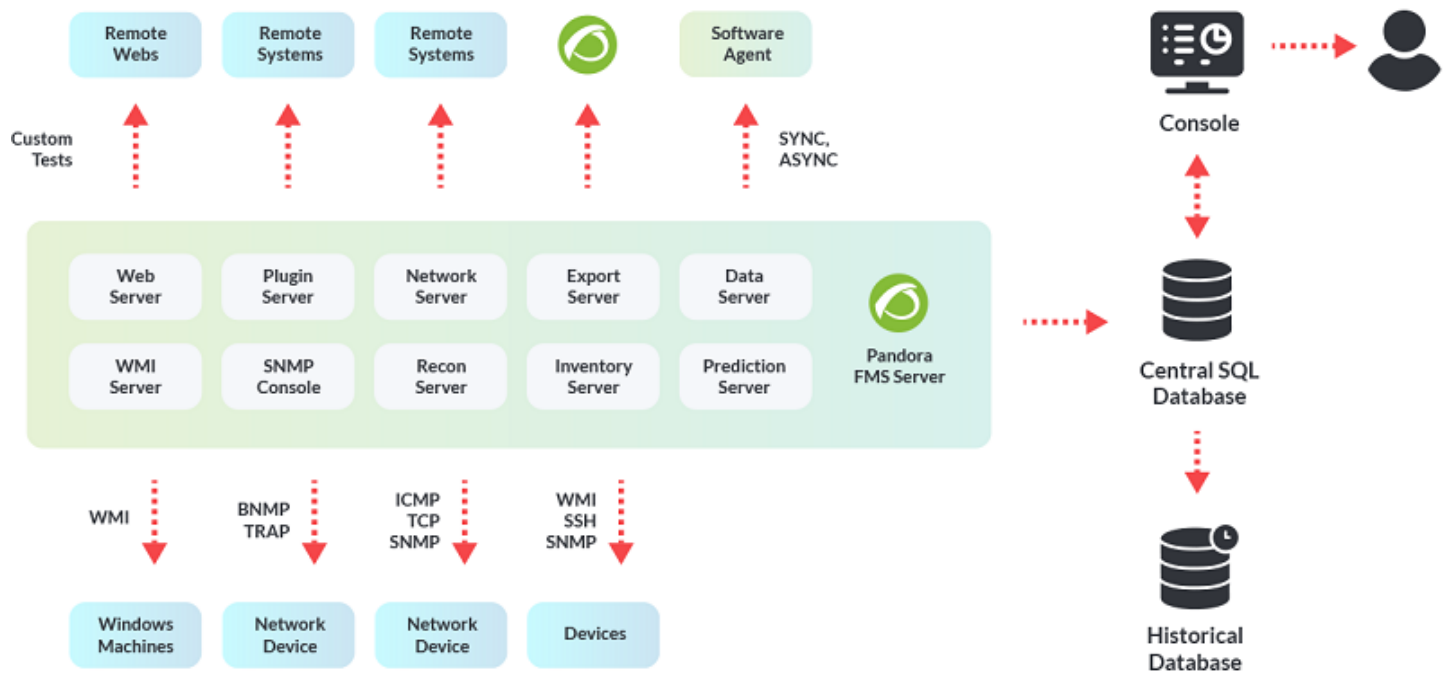 Remote
Webs
Remote
Systems
Remote
Systems
Software
Agent
Console
Custom
Tests
SYNC,
ASYNC
Web
Server
Plugin
Server
Network
Server
Export
Server
Data
Server
WMI
Server
SNMP
Console
Recon
Server
Inventory
Server
Prediction
Server
Pandora
FMS Server
Central SQL
Database
WMI
BNMP
TRAP
ICMP
TCP
SNMP
WMI
SSH
SNMP
Windows
Machines
Network
Device
Network
Device
Devices
Historical
Database